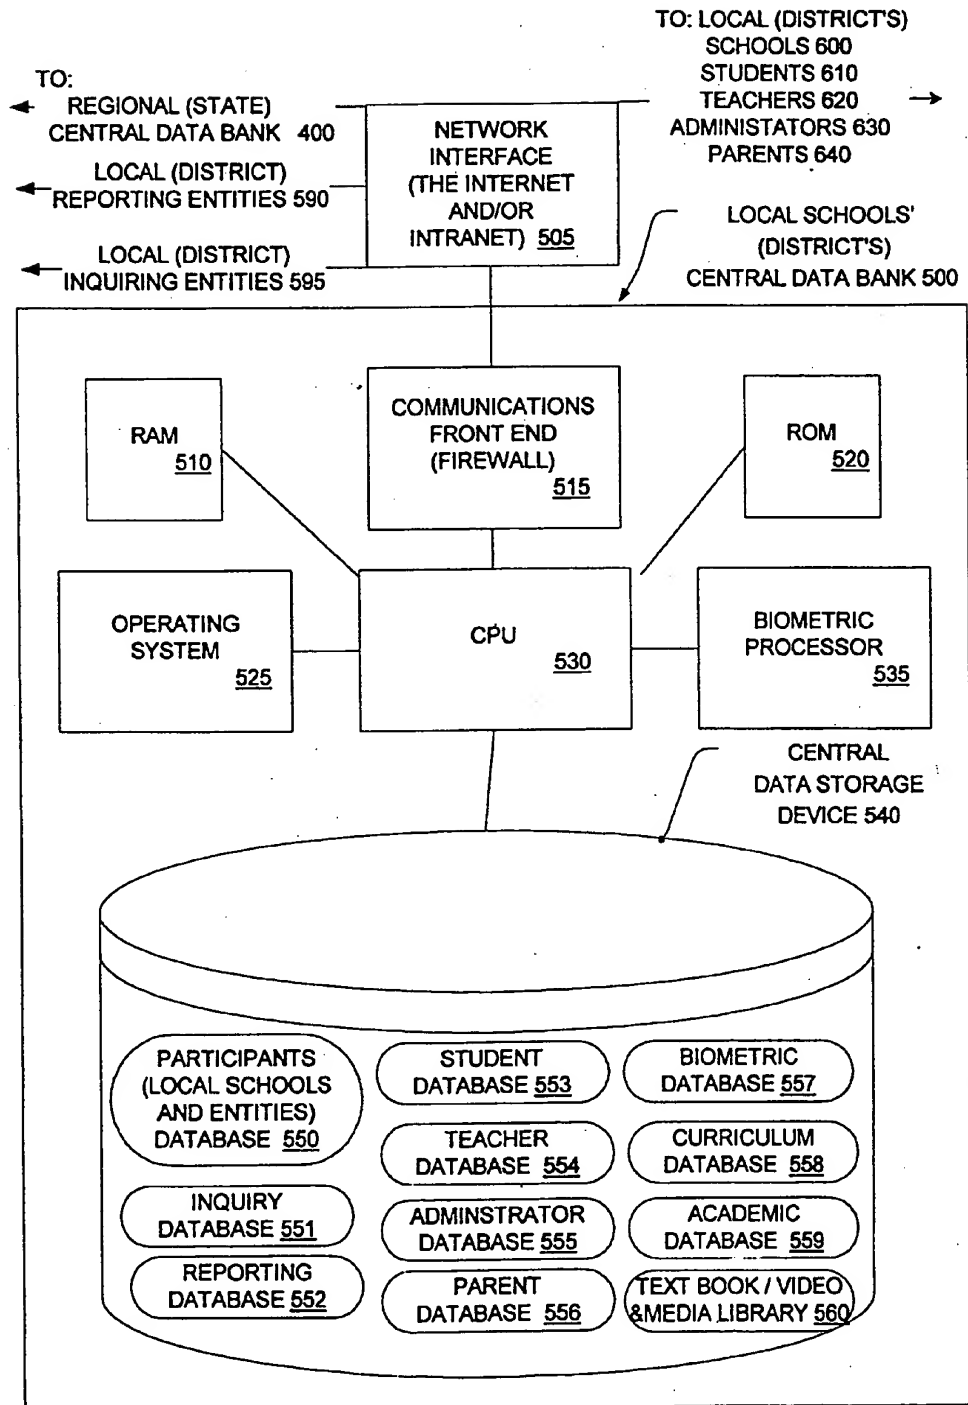 TO:
REGIONAL (STATE)
CENTRAL DATA BANK 400
LOCAL (DISTRICT)
REPORTING ENTITIES 590
LOCAL (DISTRICT)
INQUIRING ENTITIES 595
NETWORK
INTERFACE
(THE INTERNET
AND/OR
INTRANET) 505
TO: LOCAL (DISTRICT'S)
SCHOOLS 600
STUDENTS 610
TEACHERS 620
ADMINISTATORS 630
PARENTS 640
LOCAL SCHOOLS'
(DISTRICT'S)
CENTRAL DATA BANK 500
RAM
510
COMMUNICATIONS
FRONT END
(FIREWALL)
515
ROM
520
OPERATING
SYSTEM
525
CPU
530
BIOMETRIC
PROCESSOR
535
CENTRAL
DATA STORAGE
DEVICE 540
PARTICIPANTS
(LOCAL SCHOOLS
AND ENTITIES)
DATABASE 550
INQUIRY
DATABASE 551
REPORTING
DATABASE 552
STUDENT
DATABASE 553
TEACHER
DATABASE 554
ADMINSTRATOR
DATABASE 555
PARENT
DATABASE 556
BIOMETRIC
DATABASE 557
CURRICULUM
DATABASE 558
ACADEMIC
DATABASE 559
TEXT BOOK / VIDEO
&MEDIA LIBRARY 560